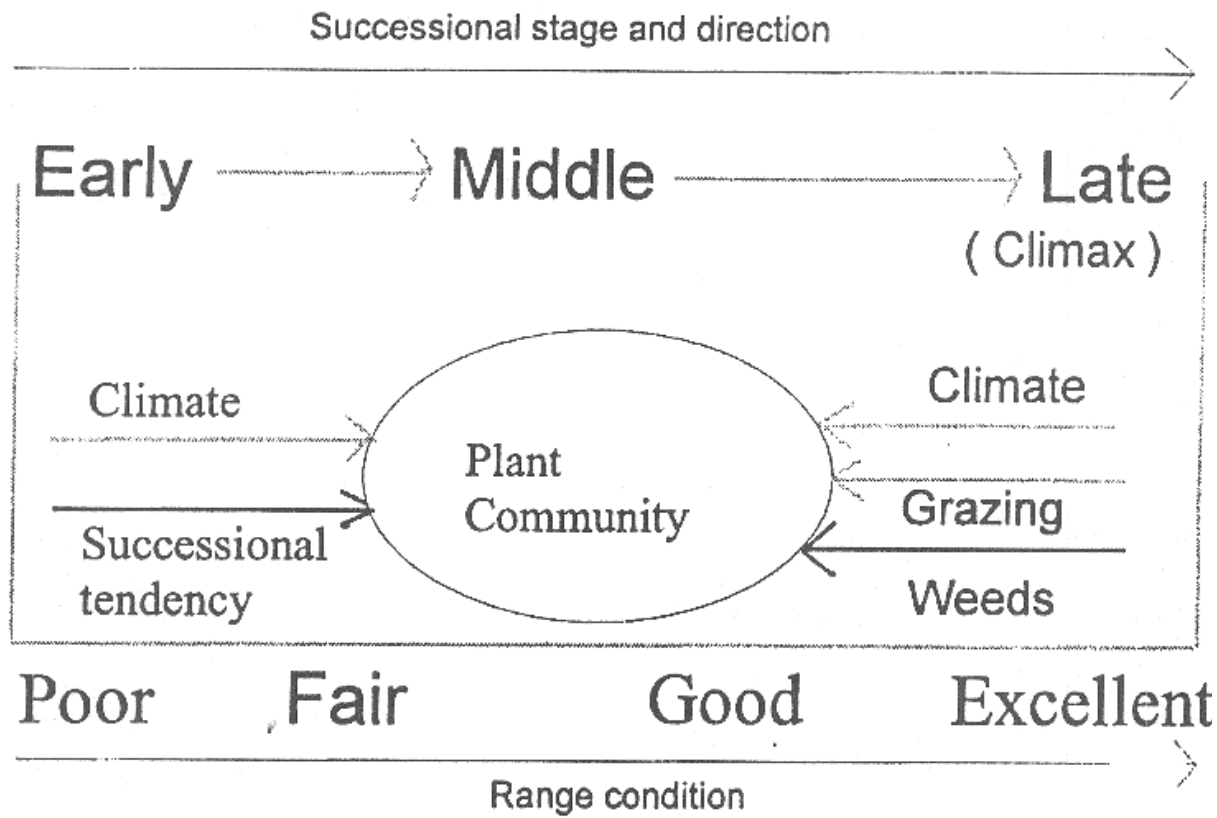 Successional stage and direction
Early Middle Late
( Climax )
Climate
Successional
tendency
Plant
Community
Climate
Grazing
Weeds
Poor Fair Good Excellent
Range condition